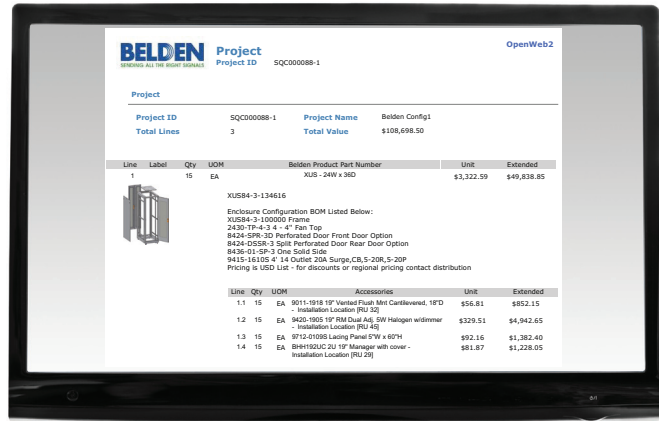 BELDEN
SENDING ALL THE RIGHT SIGNALS
Project
OpenWeb2
Project ID SQC000088-1
Project
Project ID SQC000088-1 Project Name Belden Config1
Total Lines 3 Total Value $108,698.50
Line Label Qty UOM Belden Product Part Number Unit Extended
1 15 EA XUS - 24W x 36D $3,322.59 $49,838.85
XUS84-3-134616
Enclosure Configuration BOM Listed Below:
XUS84-3-100000 Frame
2430-TP-4-3 4 - 4" Fan Top
8424-SPR-3D Perforated Door Front Door Option
8424-DSSR-3 Split Perforated Door Rear Door Option
8436-01-SP-3 One Solid Side
9415-1610S 4' 14 Outlet 20A Surge,CB,5-20R,5-20P
Pricing is USD List - for discounts or regional pricing contact distribution
Line Qty UOM Accessories Unit Extended
1.1 15 EA 9011-1918 19" Vented Flush Mnt Cantilevered, 18"D $56.81 $852.15
- Installation Location [RU 32]
1.2 15 EA 9420-1905 19" RM Dual Adj. 5W Halogen w/dimmer $329.51 $4,942.65
- Installation Location [RU 45]
1.3 15 EA 9712-0109S Lacing Panel 5"W x 60"H $92.16 $1,382.40
1.4 15 EA BHH192UC 2U 19" Manager with cover - $81.87 $1,228.05
Installation Location [RU 29]